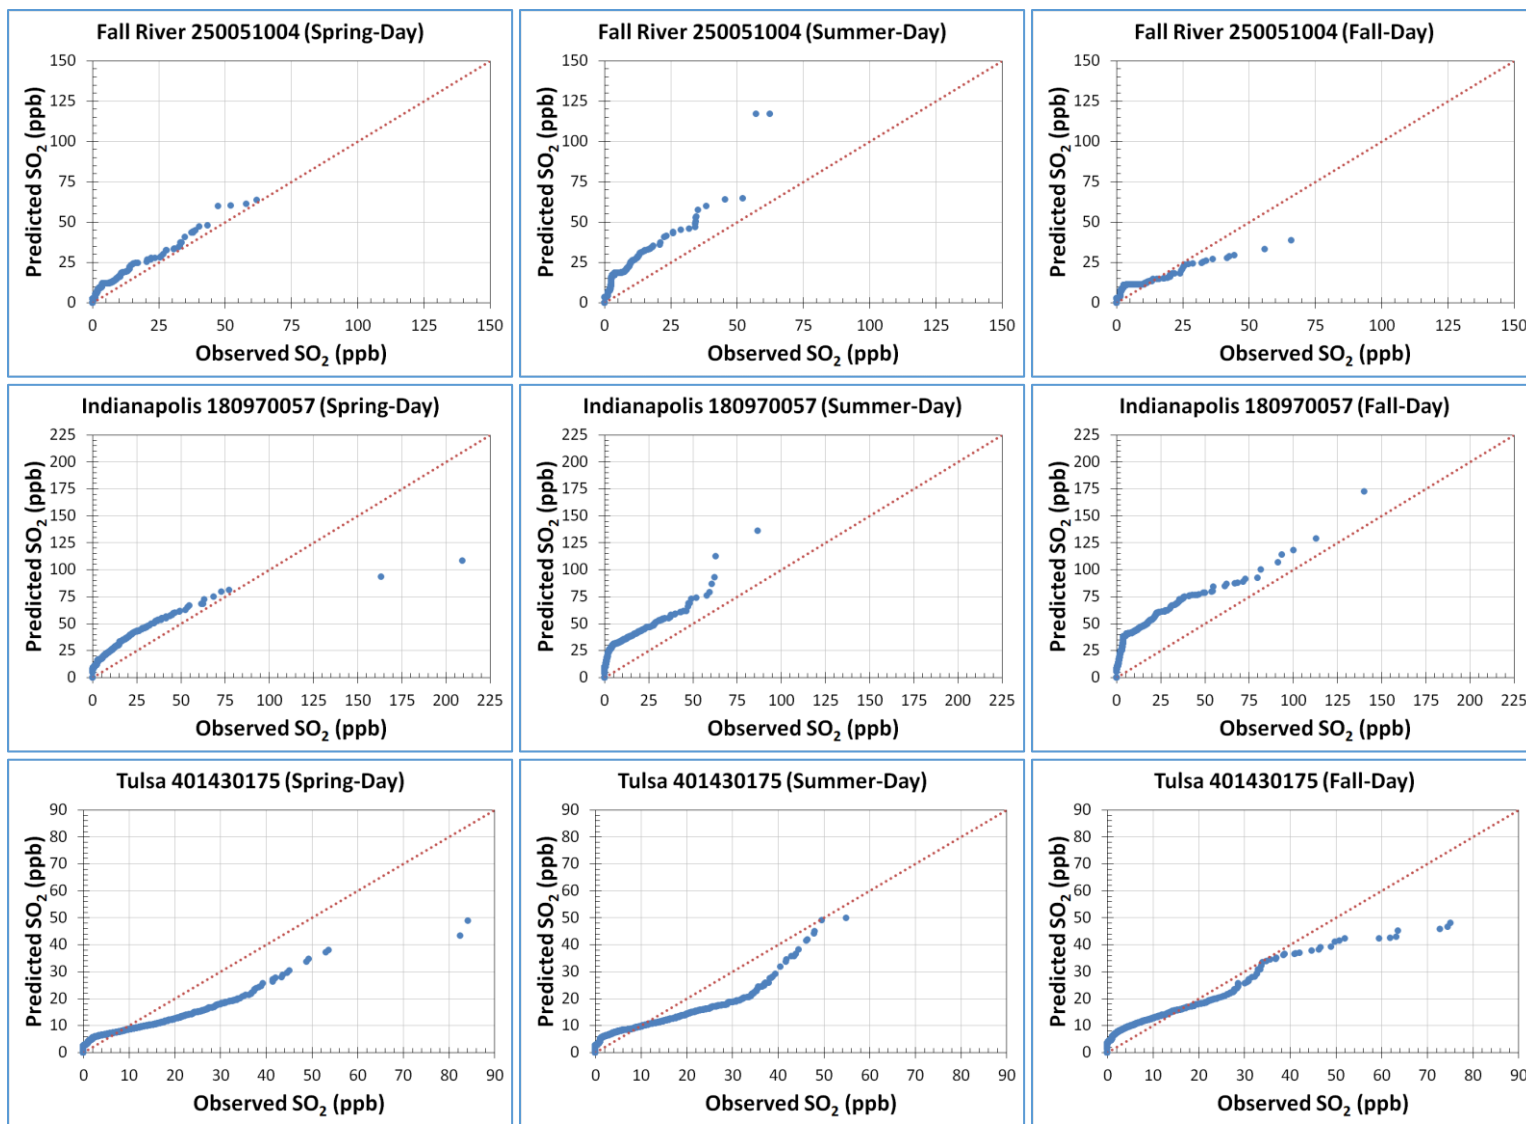 Fall River 250051004 (Spring-Day)
150
125
100
75
50
25
0
Predicted SO2 (ppb)
0 25 50 75 100 125 150
Observed SO2 (ppb)
Fall River 250051004 (Summer-Day)
150
125
100
75
50
25
0
Predicted SO2 (ppb)
0 25 50 75 100 125 150
Observed SO2 (ppb)
Fall River 250051004 (Fall-Day)
150
125
100
75
50
25
0
Predicted SO2 (ppb)
0 25 50 75 100 125 150
Observed SO2 (ppb)
Indianapolis 180970057 (Spring-Day)
225
200
175
150
125
100
75
50
25
0
Predicted SO2 (ppb)
0 25 50 75 100 125 150 175 200 225
Observed SO2 (ppb)
Indianapolis 180970057 (Summer-Day)
225
200
175
150
125
100
75
50
25
0
Predicted SO2 (ppb)
0 25 50 75 100 125 150 175 200 225
Observed SO2 (ppb)
Indianapolis 180970057 (Fall-Day)
225
200
175
150
125
100
75
50
25
0
Predicted SO2 (ppb)
0 25 50 75 100 125 150 175 200 225
Observed SO2 (ppb)
Tulsa 401430175 (Spring-Day)
90
80
70
60
50
40
30
20
10
0
Predicted SO2 (ppb)
0 10 20 30 40 50 60 70 80 90
Observed SO2 (ppb)
Tulsa 401430175 (Summer-Day)
90
80
70
60
50
40
30
20
10
0
Predicted SO2 (ppb)
0 10 20 30 40 50 60 70 80 90
Observed SO2 (ppb)
Tulsa 401430175 (Fall-Day)
90
80
70
60
50
40
30
20
10
0
Predicted SO2 (ppb)
0 10 20 30 40 50 60 70 80 90
Observed SO2 (ppb)